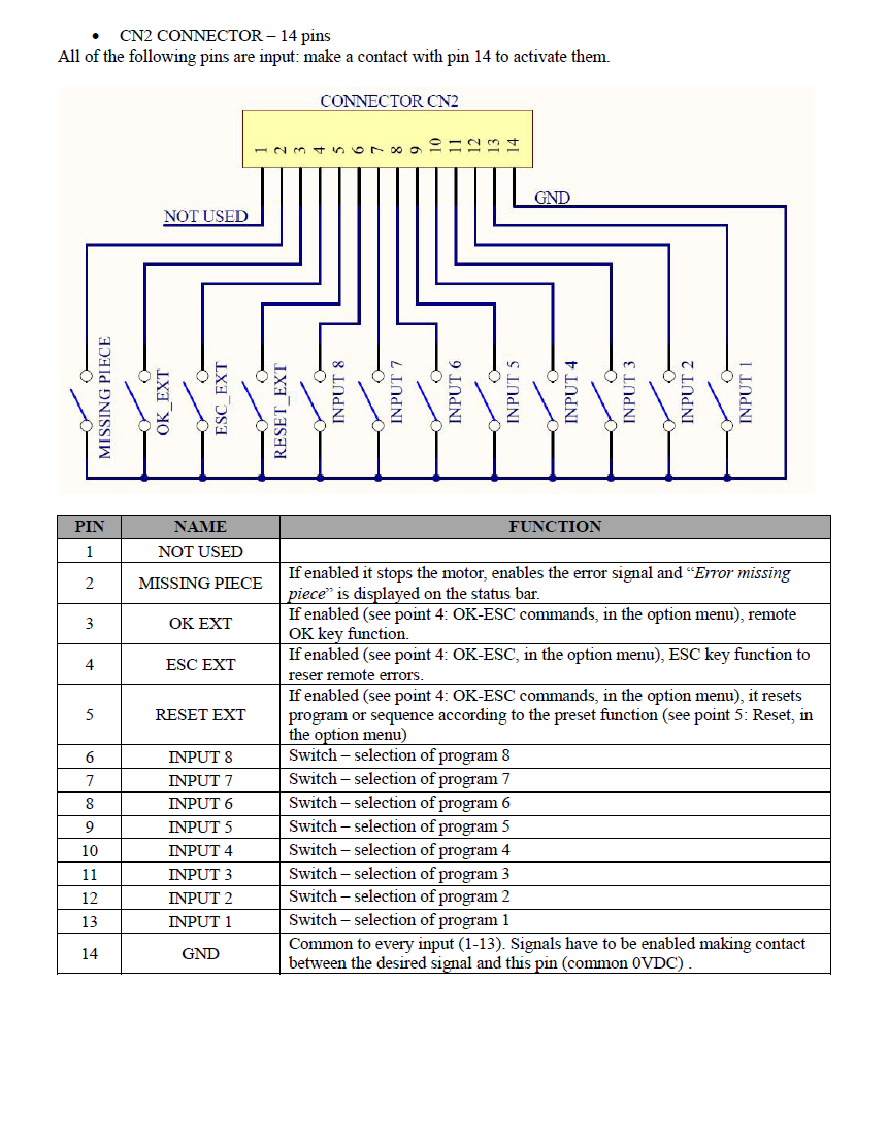 • CN2 CONNECTOR – 14 pins
All of the following pins are input: make a contact with pin 14 to activate them.
CONNECTOR CN2
1 2 3 4 5 6 7 8 9 10 11 12 13 14
GND
NOT USED
MISSING PIECE
OK_EXT
ESC_EXT
RESET_EXT
INPUT 8
INPUT 7
INPUT 6
INPUT 5
INPUT 4
INPUT 3
INPUT 2
INPUT 1
PIN NAME FUNCTION
1 NOT USED
2 MISSING PIECE If enabled it stops the motor, enables the error signal and “Error missing
piece” is displayed on the status bar.
3 OK EXT If enabled (see point 4: OK-ESC commands, in the option menu), remote
OK key function.
4 ESC EXT If enabled (see point 4: OK-ESC, in the option menu), ESC key function to
reser remote errors.
5 RESET EXT If enabled (see point 4: OK-ESC commands, in the option menu), it resets
program or sequence according to the preset function (see point 5: Reset, in
the option menu)
6 INPUT 8 Switch – selection of program 8
7 INPUT 7 Switch – selection of program 7
8 INPUT 6 Switch – selection of program 6
9 INPUT 5 Switch – selection of program 5
10 INPUT 4 Switch – selection of program 4
11 INPUT 3 Switch – selection of program 3
12 INPUT 2 Switch – selection of program 2
13 INPUT 1 Switch – selection of program 1
14 GND Common to every input (1-13). Signals have to be enabled making contact
between the desired signal and this pin (common 0VDC) .